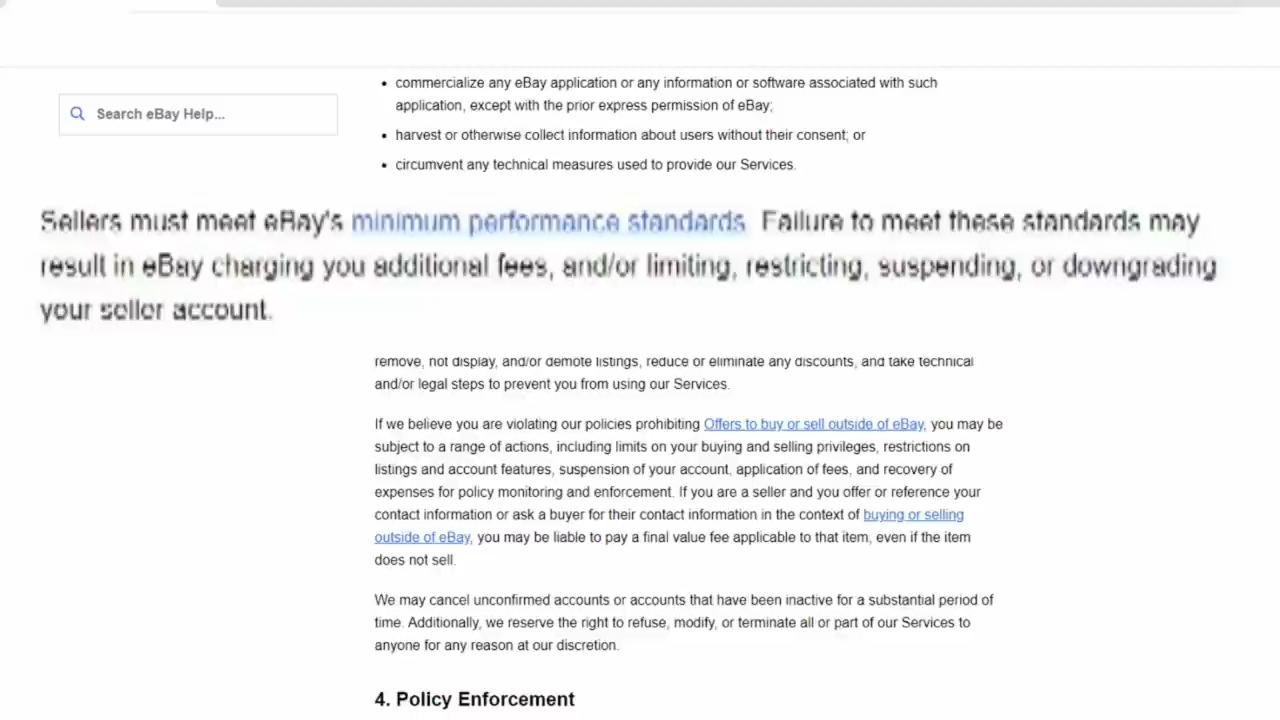 commercialize any eBay application or any information or software associated with such
application, except with the prior express permission of eBay;
Search eBay Help...
harvest or otherwise collect information about users without their consent; or
circumvent any technical measures used to provide our Services.
Sellers must meet eBay's minimum performance standards. Failure to meet these standards may
result in eBay charging you additional fees, and/or limiting, restricting, suspending, or downgrading
your seller account.
remove, not display, and/or demote listings, reduce or eliminate any discounts, and take technical
and/or legal steps to prevent you from using our Services.
If we believe you are violating our policies prohibiting Offers to buy or sell outside of eBay, you may be
subject to a range of actions, including limits on your buying and selling privileges, restrictions on
listings and account features, suspension of your account, application of fees, and recovery of
expenses for policy monitoring and enforcement. If you are a seller and you offer or reference your
contact information or ask a buyer for their contact information in the context of buying or selling
outside of eBay, you may be liable to pay a final value fee applicable to that item, even if the item
does not sell.
We may cancel unconfirmed accounts or accounts that have been inactive for a substantial period of
time. Additionally, we reserve the right to refuse, modify, or terminate all or part of our Services to
anyone for any reason at our discretion.
4. Policy Enforcement